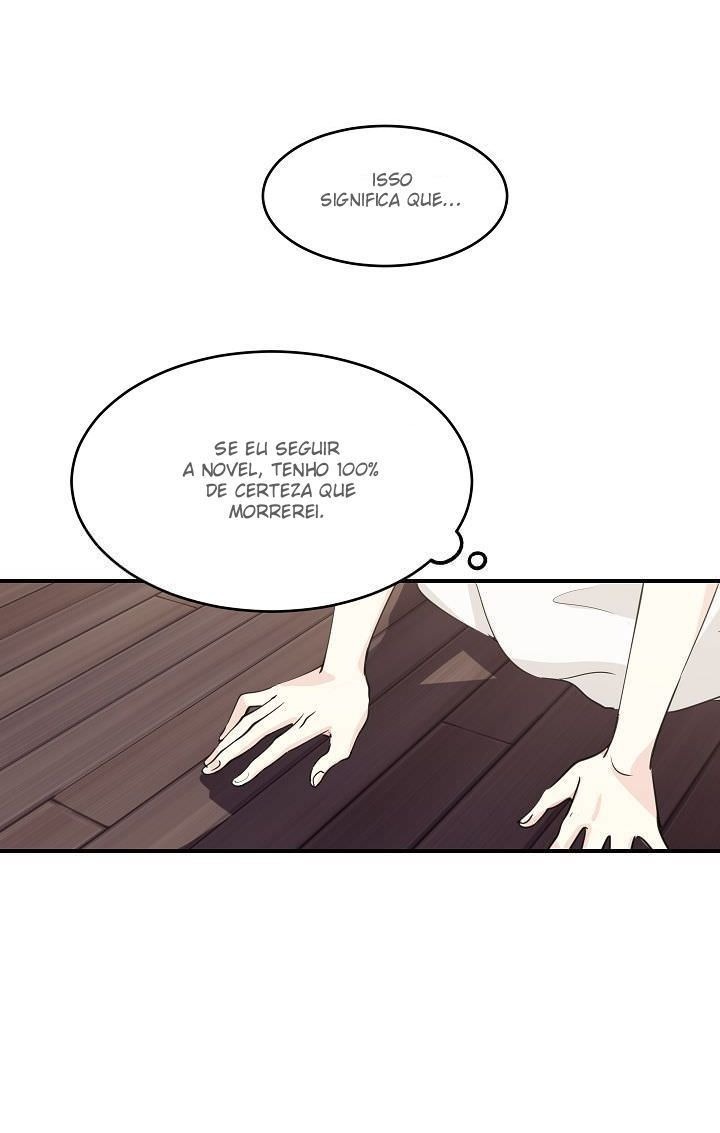 ISSO
SIGNIFICA QUE...
SE EU SEGUIR
A NOVEL, TENHO 100%
DE CERTEZA QUE
MORREREI.